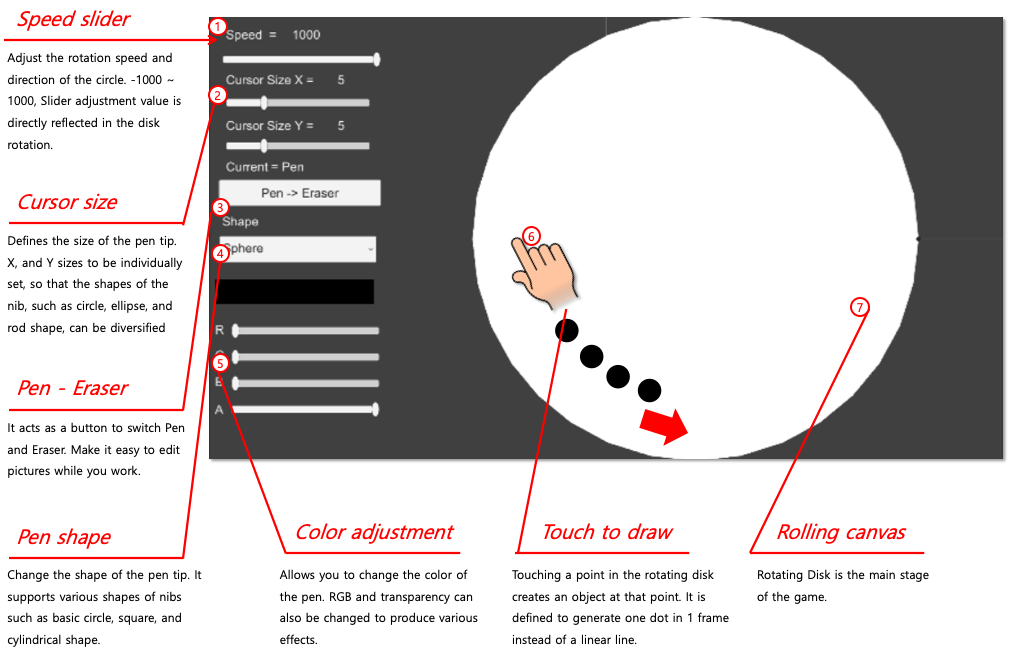 Speed slider
Adjust the rotation speed and
direction of the circle. -1000 ~
1000, Slider adjustment value is
directly reflected in the disk
rotation.
Cursor size
Defines the size of the pen tip.
X, and Y sizes to be individually
set, so that the shapes of the
nib, such as circle, ellipse, and
rod shape, can be diversified
Pen - Eraser
It acts as a button to switch Pen
and Eraser. Make it easy to edit
pictures while you work.
Pen shape
Change the shape of the pen tip. It
supports various shapes of nibs
such as basic circle, square, and
cylindrical shape.
1
Speed = 1000
Cursor Size X = 5
2
Cursor Size Y = 5
Current = Pen
Pen -> Eraser
3
Shape
4
Sphere
R
5
B
A
6
7
Color adjustment
Allows you to change the color of
the pen. RGB and transparency can
also be changed to produce various
effects.
Touch to draw
Touching a point in the rotating disk
creates an object at that point. It is
defined to generate one dot in 1 frame
instead of a linear line.
Rolling canvas
Rotating Disk is the main stage
of the game.